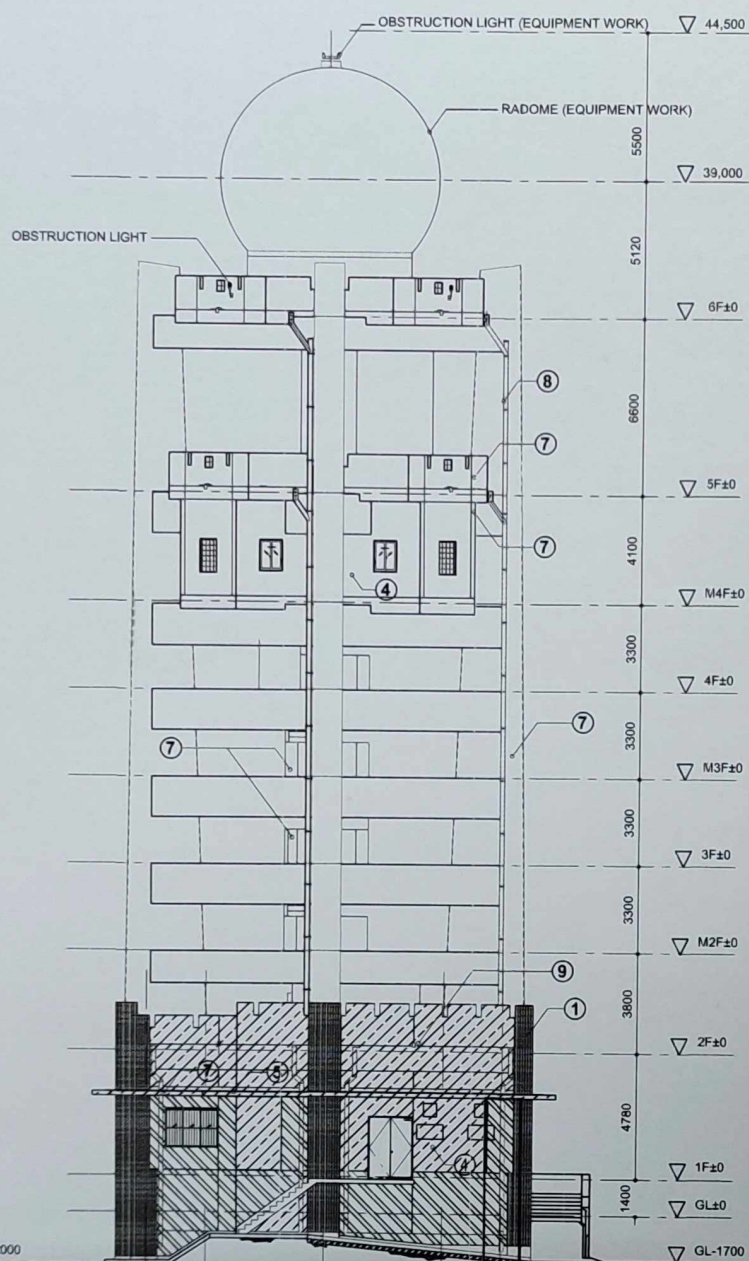 OBSTRUCTION LIGHT (EQUIPMENT WORK)
▽ 44,500
RADOME (EQUIPMENT WORK)
5500
▽ 39,000
OBSTRUCTION LIGHT
5120
▽ 6F±0
8
6600
7
▽ 5F±0
7
4100
4
▽ M4F±0
3300
▽ 4F±0
7
7
3300
▽ M3F±0
3300
▽ 3F±0
3300
▽ M2F±0
9
1
3800
▽ 2F±0
7
5
4780
4
▽ 1F±0
1400
▽ GL±0
000
▽ GL-1700